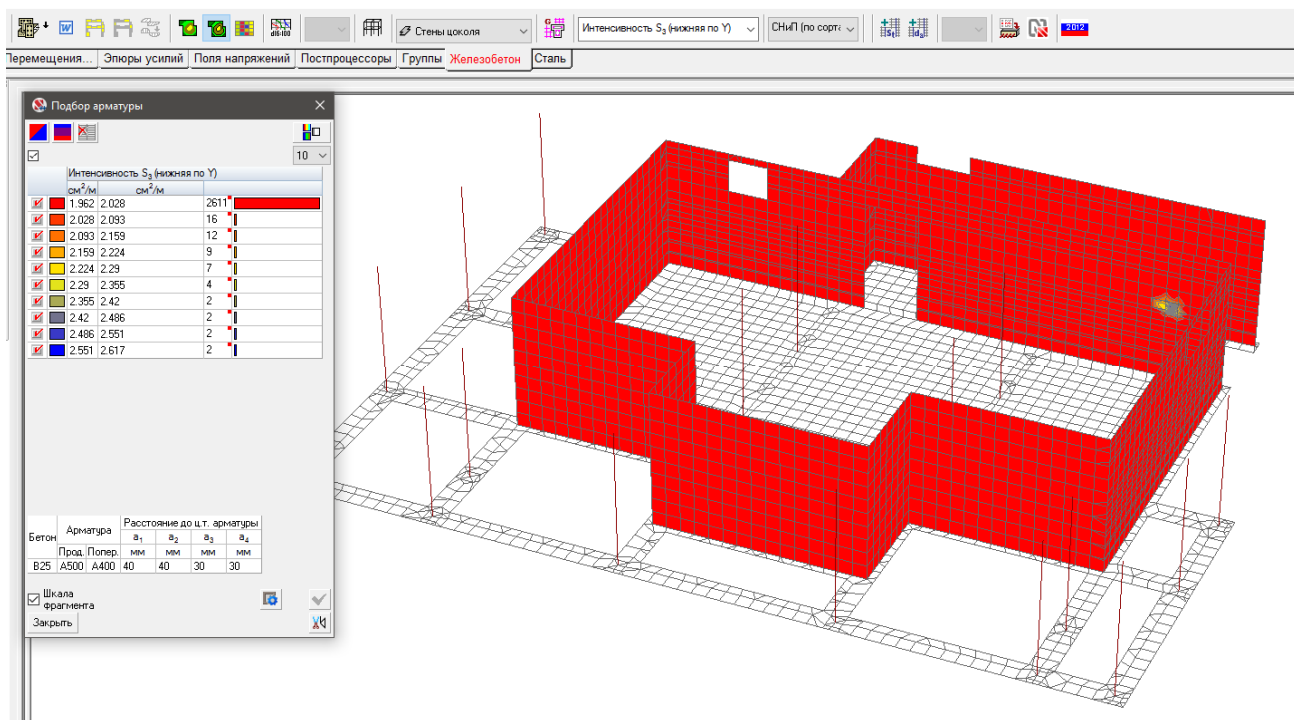 W
d16-100
Стены цоколя
Интенсивность S3 (нижняя по Y)
СНиП (по сорта
2012
Перемещения... Эпюры усилий Поля напряжений Постпроцессоры Группы Железобетон Сталь
Подбор арматуры
10
Интенсивность S3 (нижняя по Y)
см2/м см2/м
1.962 2.028 2611
2.028 2.093 16
2.093 2.159 12
2.159 2.224 9
2.224 2.29 7
2.29 2.355 4
2.355 2.42 2
2.42 2.486 2
2.486 2.551 2
2.551 2.617 2
Бетон Арматура Расстояние до ц.т. арматуры
a1 a2 a3 a4
Прод. Попер. мм мм мм мм
B25 A500 A400 40 40 30 30
Шкала
фрагмента
Закрыть